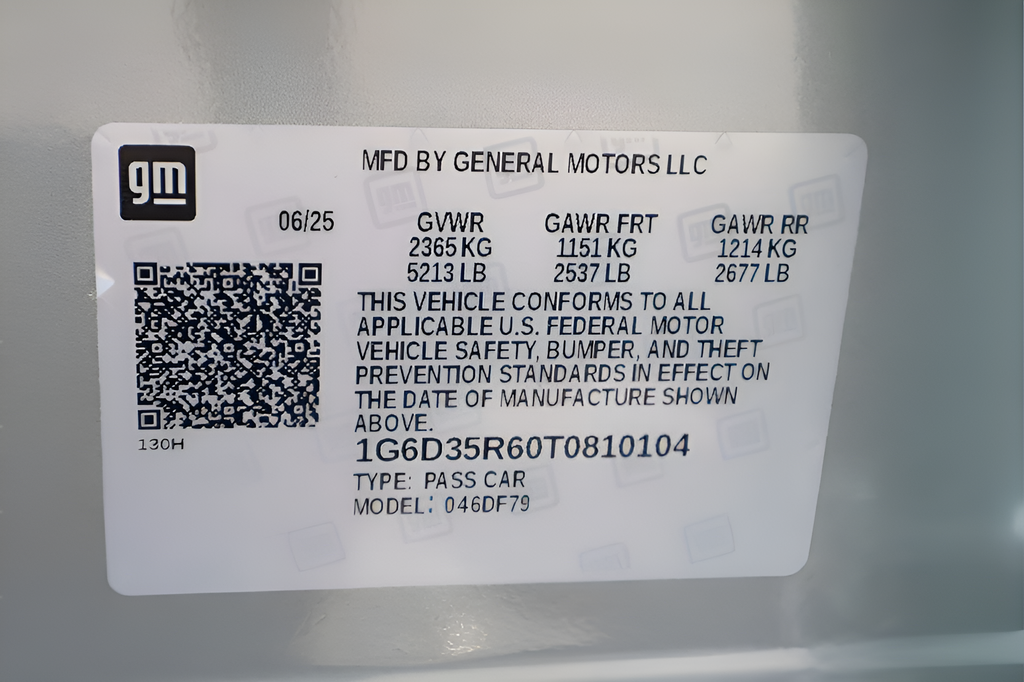 gm
MFD BY GENERAL MOTORS LLC
06/25 GVWR GAWR FRT GAWR RR
2365 KG 1151 KG 1214 KG
5213 LB 2537 LB 2677 LB
THIS VEHICLE CONFORMS TO ALL
APPLICABLE U.S. FEDERAL MOTOR
VEHICLE SAFETY, BUMPER, AND THEFT
PREVENTION STANDARDS IN EFFECT ON
THE DATE OF MANUFACTURE SHOWN
ABOVE.
130H
1G6D35R60T0810104
TYPE: PASS CAR
MODEL: 046DF79